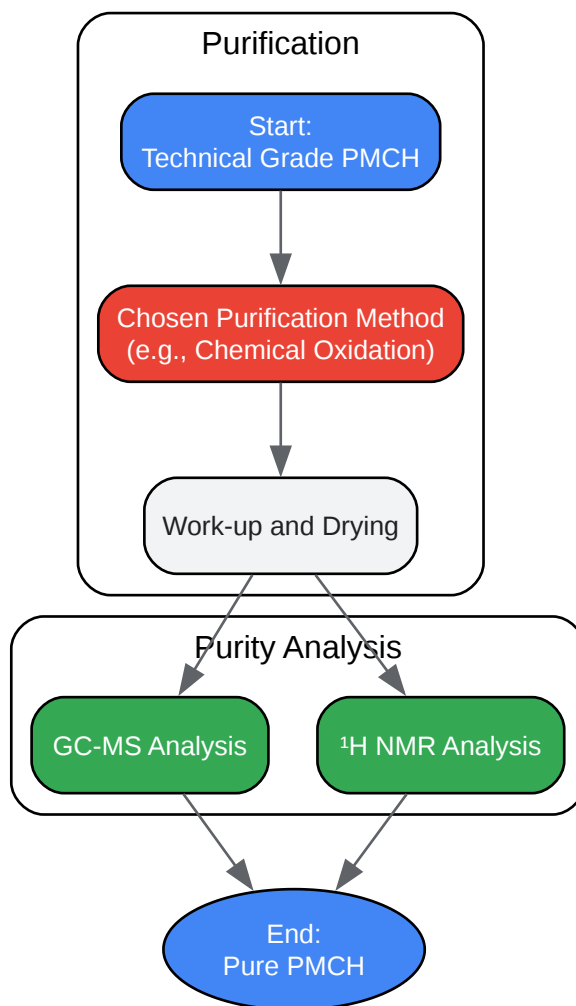 Purification
Start:
Technical Grade PMCH
Chosen Purification Method
(e.g., Chemical Oxidation)
Work-up and Drying
Purity Analysis
GC-MS Analysis
¹H NMR Analysis
End:
Pure PMCH